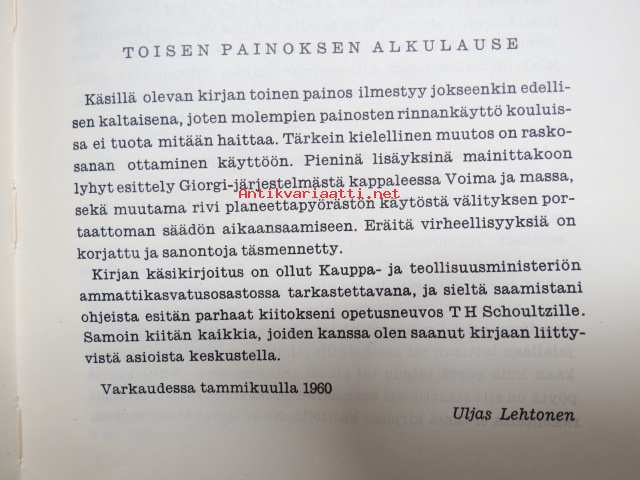 TOISEN PAINOKSEN ALKULAUSE
Käsillä olevan kirjan toinen painos ilmestyy jokseenkin edelli-
sen kaltaisena, joten molempien painosten rinnankäyttö kouluis-
sa ei tuota mitään haittaa. Tärkein kielellinen muutos on rasko-
sanan ottaminen käyttöön. Pieninä lisäyksinä mainittakoon
lyhyt esittely Giorgi-järjestelmästä kappaleessa Voima ja massa,
Antikvariaatti.net
sekä muutama rivi planeettapyörästön käytöstä välityksen por-
taattoman säädön aikaansaamiseen. Eräitä virheellisyyksiä on
korjattu ja sanontoja täsmennetty.
Kirjan käsikirjoitus on ollut Kauppa- ja teollisuusministeriön
ammattikasvatusosastossa tarkastettavana, ja sieltä saamistani
ohjeista esitän parhaat kiitokseni opetusneuvos T H Schoultzille.
Samoin kiitän kaikkia, joiden kanssa olen saanut kirjaan liitty-
vistä asioista keskustella.
Varkaudessa tammikuulla 1960
Uljas Lehtonen